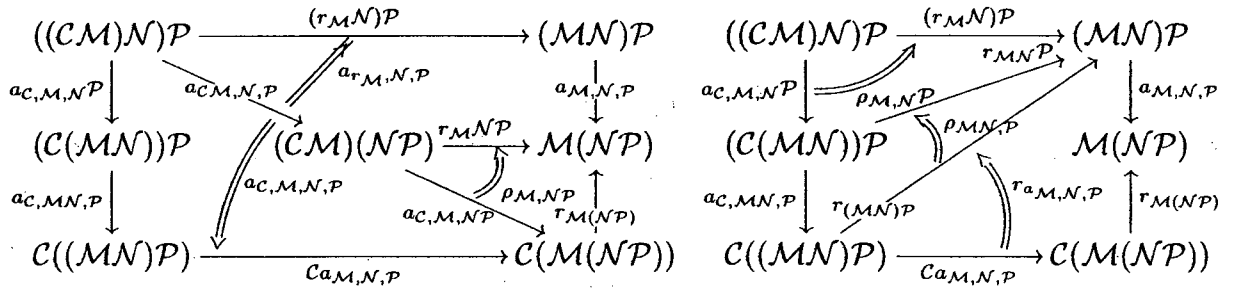 ((CM)N)P (r_M N)P (MN)P ((CM)N)P (r_M N)P (MN)P
a_{C,M,N}P a_{CM,N,P} a_{r_M,N,P} a_{M,N,P} a_{C,M,N}P ρ_{M,N}P r_{MN}P a_{M,N,P}
(C(MN))P (CM)(NP) r_M NP M(NP) (C(MN))P ρ_{MN,P} M(NP)
a_{C,MN,P} a_{C,M,N,P} a_{C,M,NP} ρ_{M,NP} r_{M(NP)} a_{C,MN,P} r_{(MN)P} r_{a_{M,N,P}} r_{M(NP)}
C((MN)P) Ca_{M,N,P} C(M(NP)) C((MN)P) Ca_{M,N,P} C(M(NP))